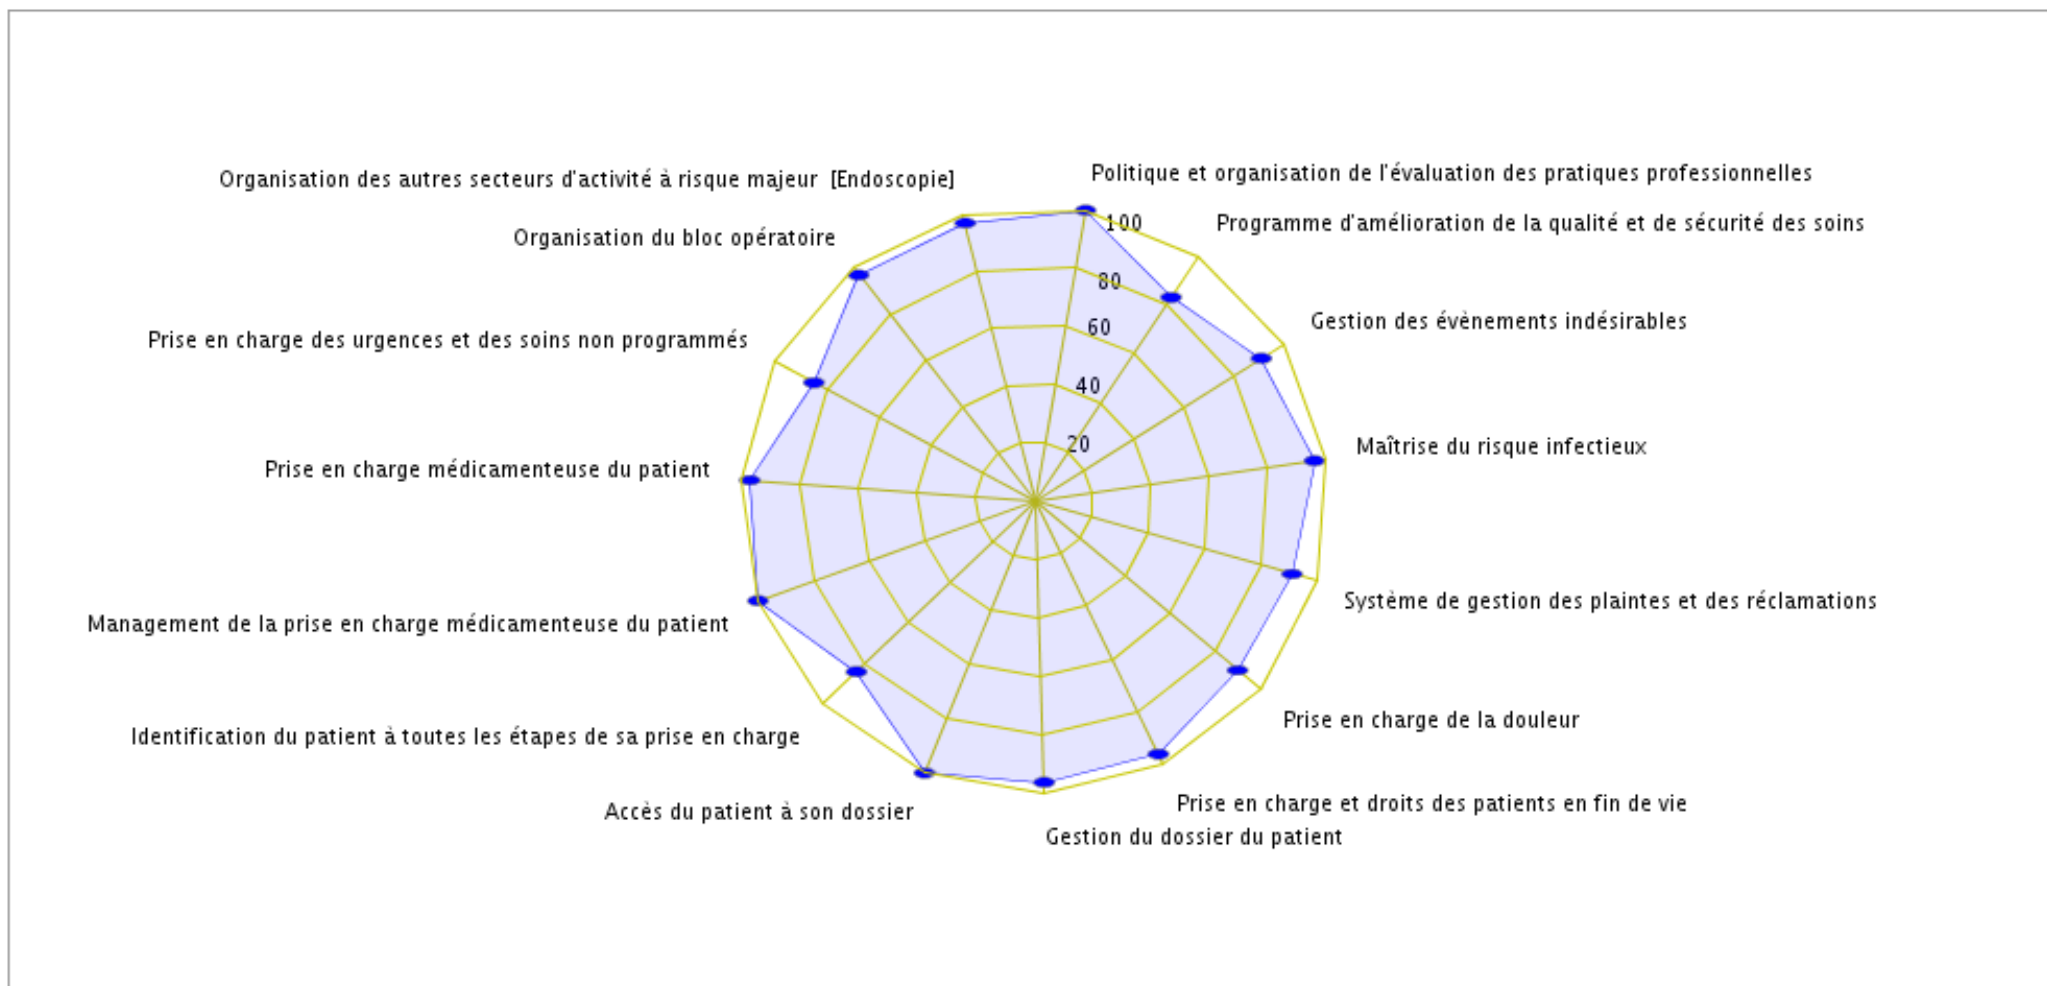 Politique et organisation de l'évaluation des pratiques professionnelles
Organisation des autres secteurs d'activité à risque majeur  [Endoscopie]
100
Programme d'amélioration de la qualité et de sécurité des soins
Organisation du bloc opératoire
80
Gestion des évènements indésirables
60
Prise en charge des urgences et des soins non programmés
40
20
Maîtrise du risque infectieux
Prise en charge médicamenteuse du patient
Système de gestion des plaintes et des réclamations
Management de la prise en charge médicamenteuse du patient
Prise en charge de la douleur
Identification du patient à toutes les étapes de sa prise en charge
Prise en charge et droits des patients en fin de vie
Accès du patient à son dossier
Gestion du dossier du patient